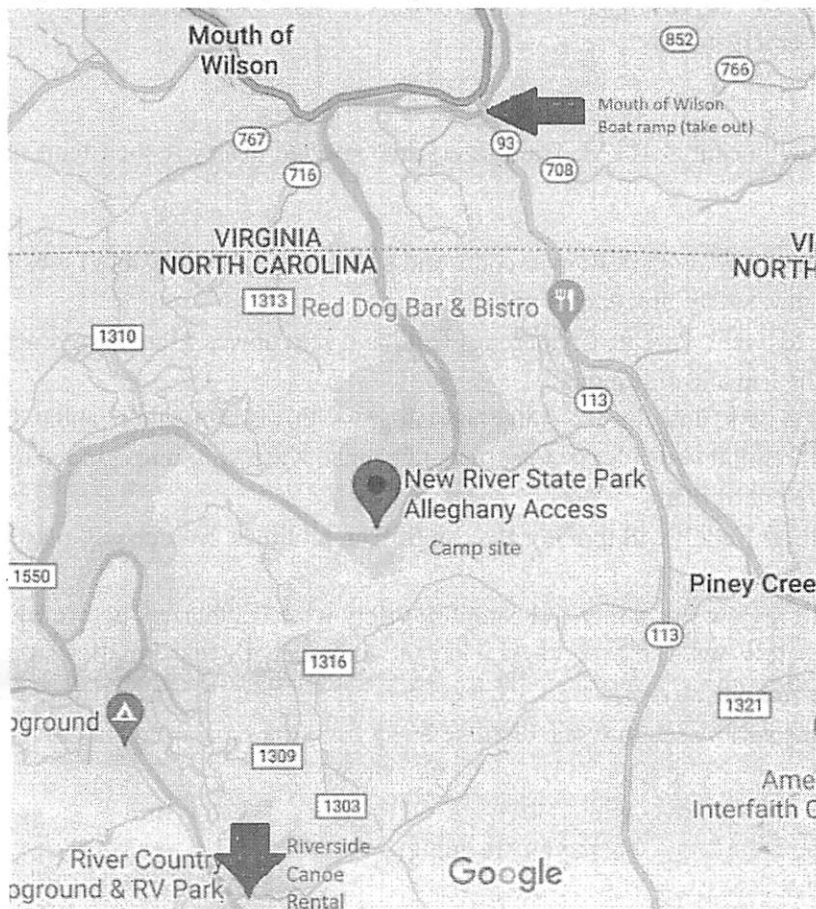 Mouth of
Wilson
852
766
Mouth of Wilson
Boat ramp (take out)
767
93
716
708
VIRGINIA
NORTH CAROLINA
VI
NORTH
1313
Red Dog Bar & Bistro
1310
113
New River State Park
Alleghany Access
Camp site
1550
Piney Cree
113
1316
1321
pground
1309
Ame
Interfaith C
1303
River Country
pground & RV Park
Riverside
Canoe
Rental
Google